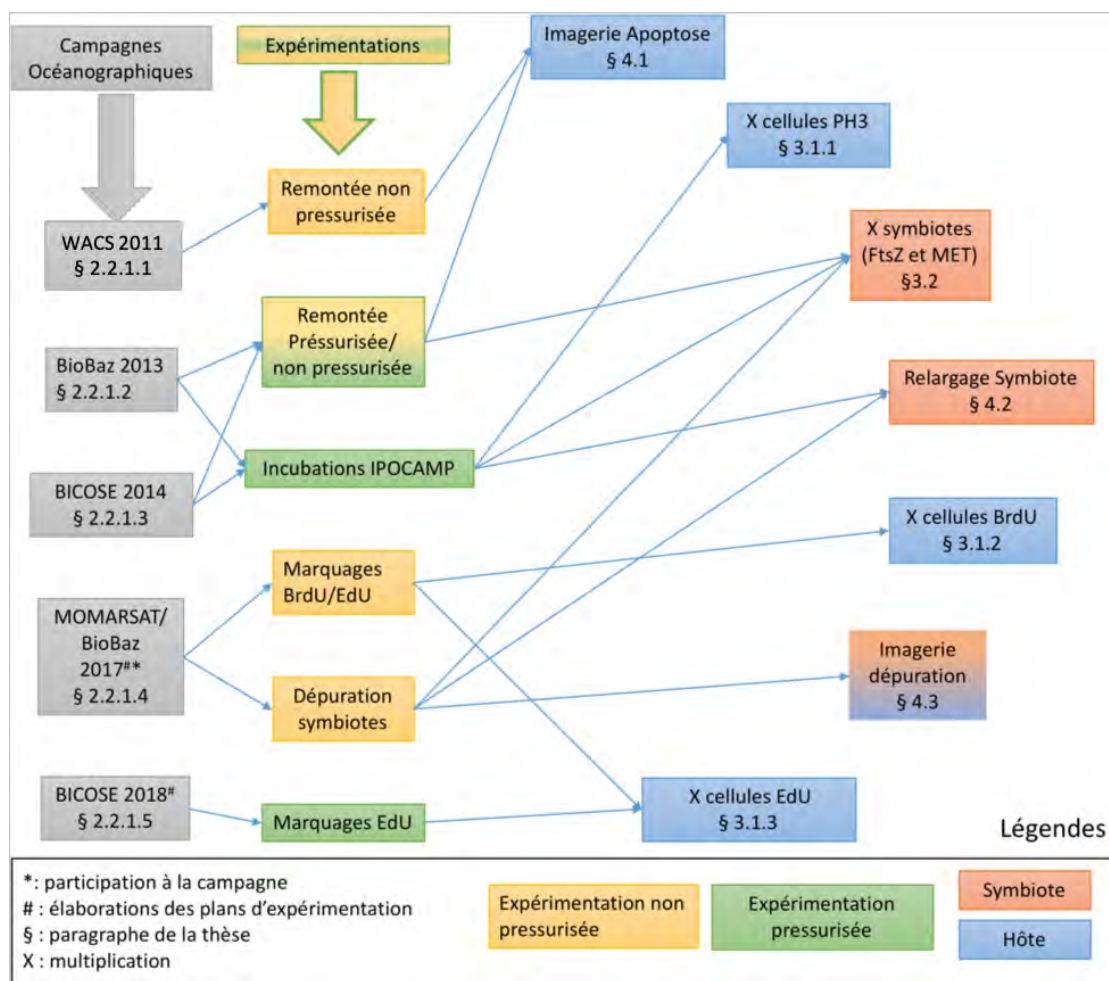 Campagnes
Océanographiques
Expérimentations
Imagerie Apoptose
§ 4.1
X cellules PH3
§ 3.1.1
Remontée non
pressurisée
WACS 2011
§ 2.2.1.1
X symbiotes
(FtsZ et MET)
§3.2
Remontée
Préssurisée/
non pressurisée
BioBaz 2013
§ 2.2.1.2
Relargage Symbiote
§ 4.2
Incubations IPOCAMP
BICOSE 2014
§ 2.2.1.3
X cellules BrdU
§ 3.1.2
Marquages
BrdU/EdU
MOMARSAT/
BioBaz
2017#*
§ 2.2.1.4
Imagerie
dépuration
§ 4.3
Dépuration
symbiotes
BICOSE 2018#
§ 2.2.1.5
Marquages EdU
X cellules EdU
§ 3.1.3
Légendes
*: participation à la campagne
# : élaborations des plans d'expérimentation
§ : paragraphe de la thèse
X : multiplication
Expérimentation non
pressurisée
Expérimentation
pressurisée
Symbiote
Hôte